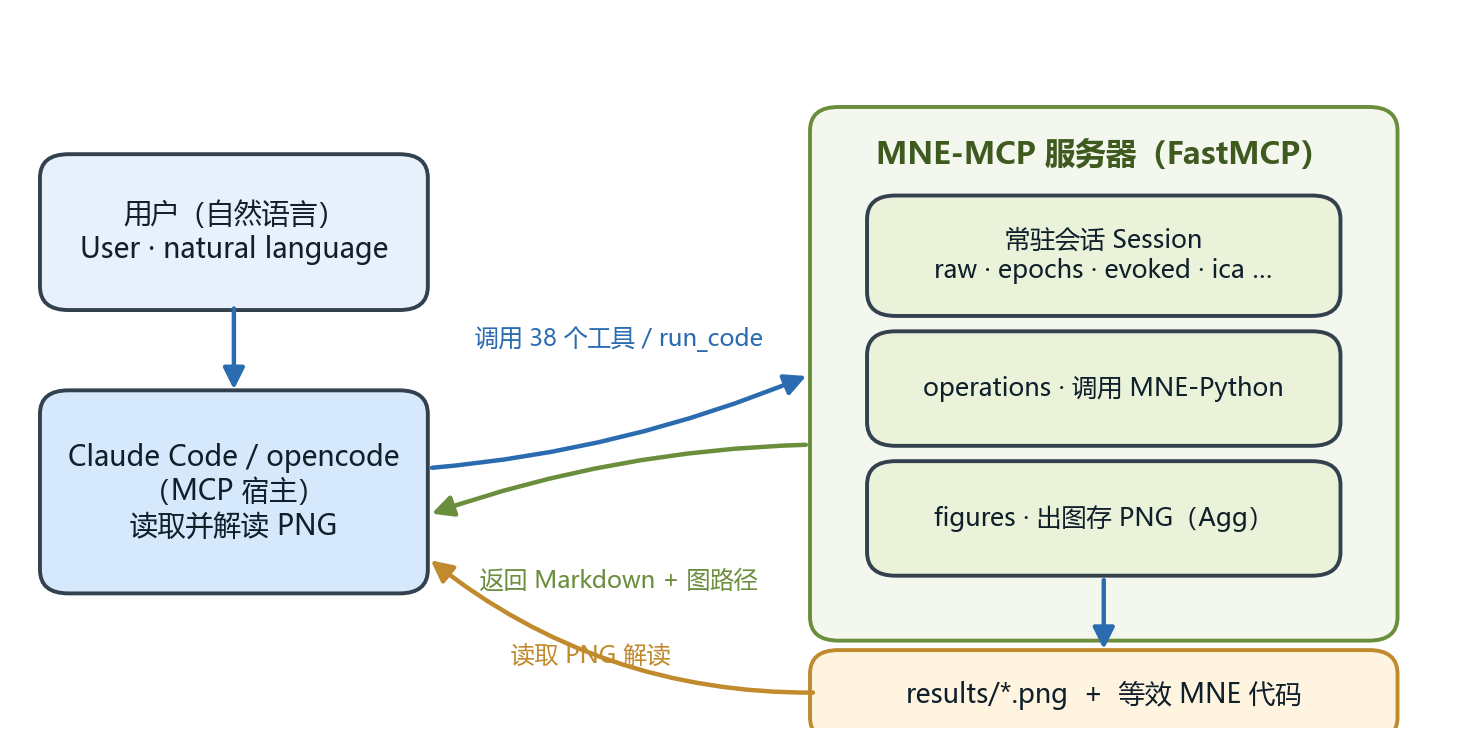 用户（自然语言）
User · natural language
Claude Code / opencode
（MCP 宿主）
读取并解读 PNG
调用 38 个工具 / run_code
返回 Markdown + 图路径
读取 PNG 解读
MNE-MCP 服务器（FastMCP）
常驻会话 Session
raw · epochs · evoked · ica ...
operations · 调用 MNE-Python
figures · 出图存 PNG（Agg）
results/*.png + 等效 MNE 代码